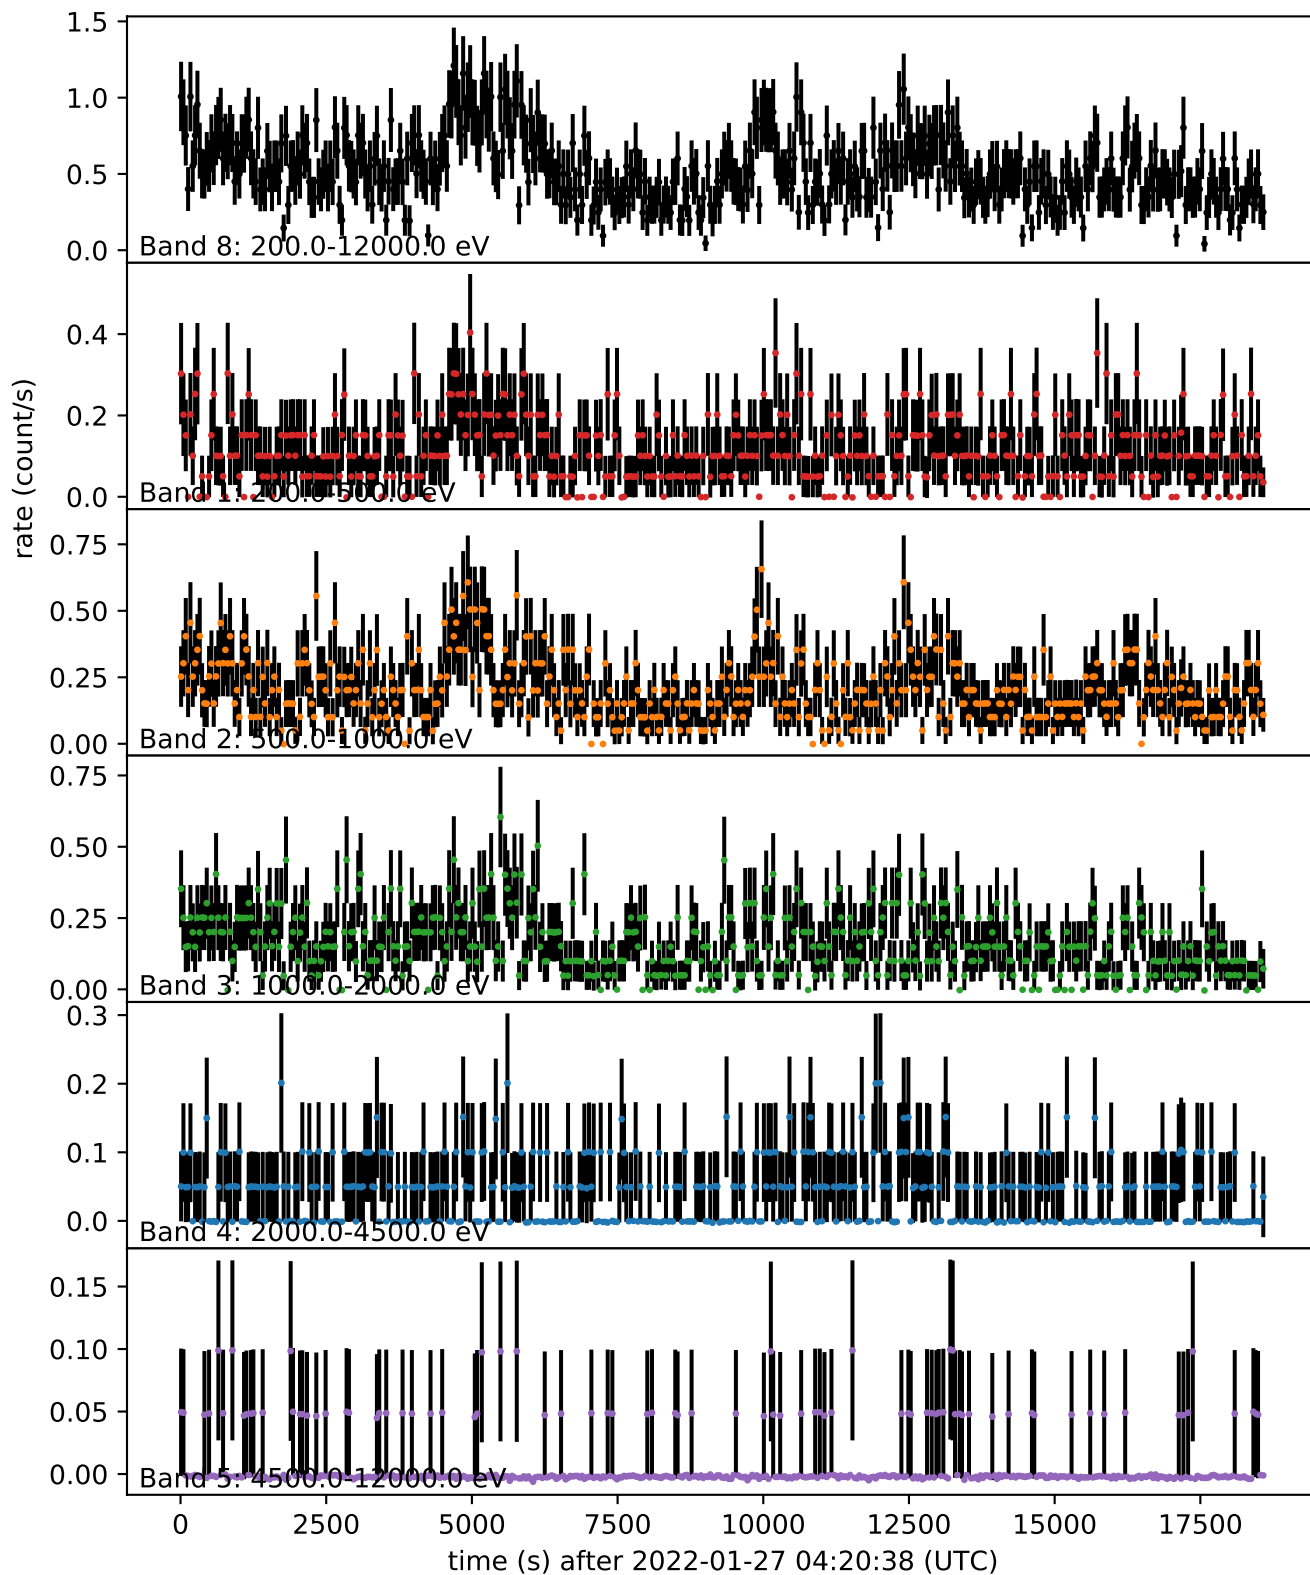 1.5
1.0
0.5
0.0
Band 8: 200.0-12000.0 eV
0.4
0.2
0.0
Band 1: 200.0-500.0 eV
rate (count/s)
0.75
0.50
0.25
0.00
Band 2: 500.0-1000.0 eV
0.75
0.50
0.25
0.00
Band 3: 1000.0-2000.0 eV
0.3
0.2
0.1
0.0
Band 4: 2000.0-4500.0 eV
0.15
0.10
0.05
0.00
Band 5: 4500.0-12000.0 eV
0 2500 5000 7500 10000 12500 15000 17500
time (s) after 2022-01-27 04:20:38 (UTC)